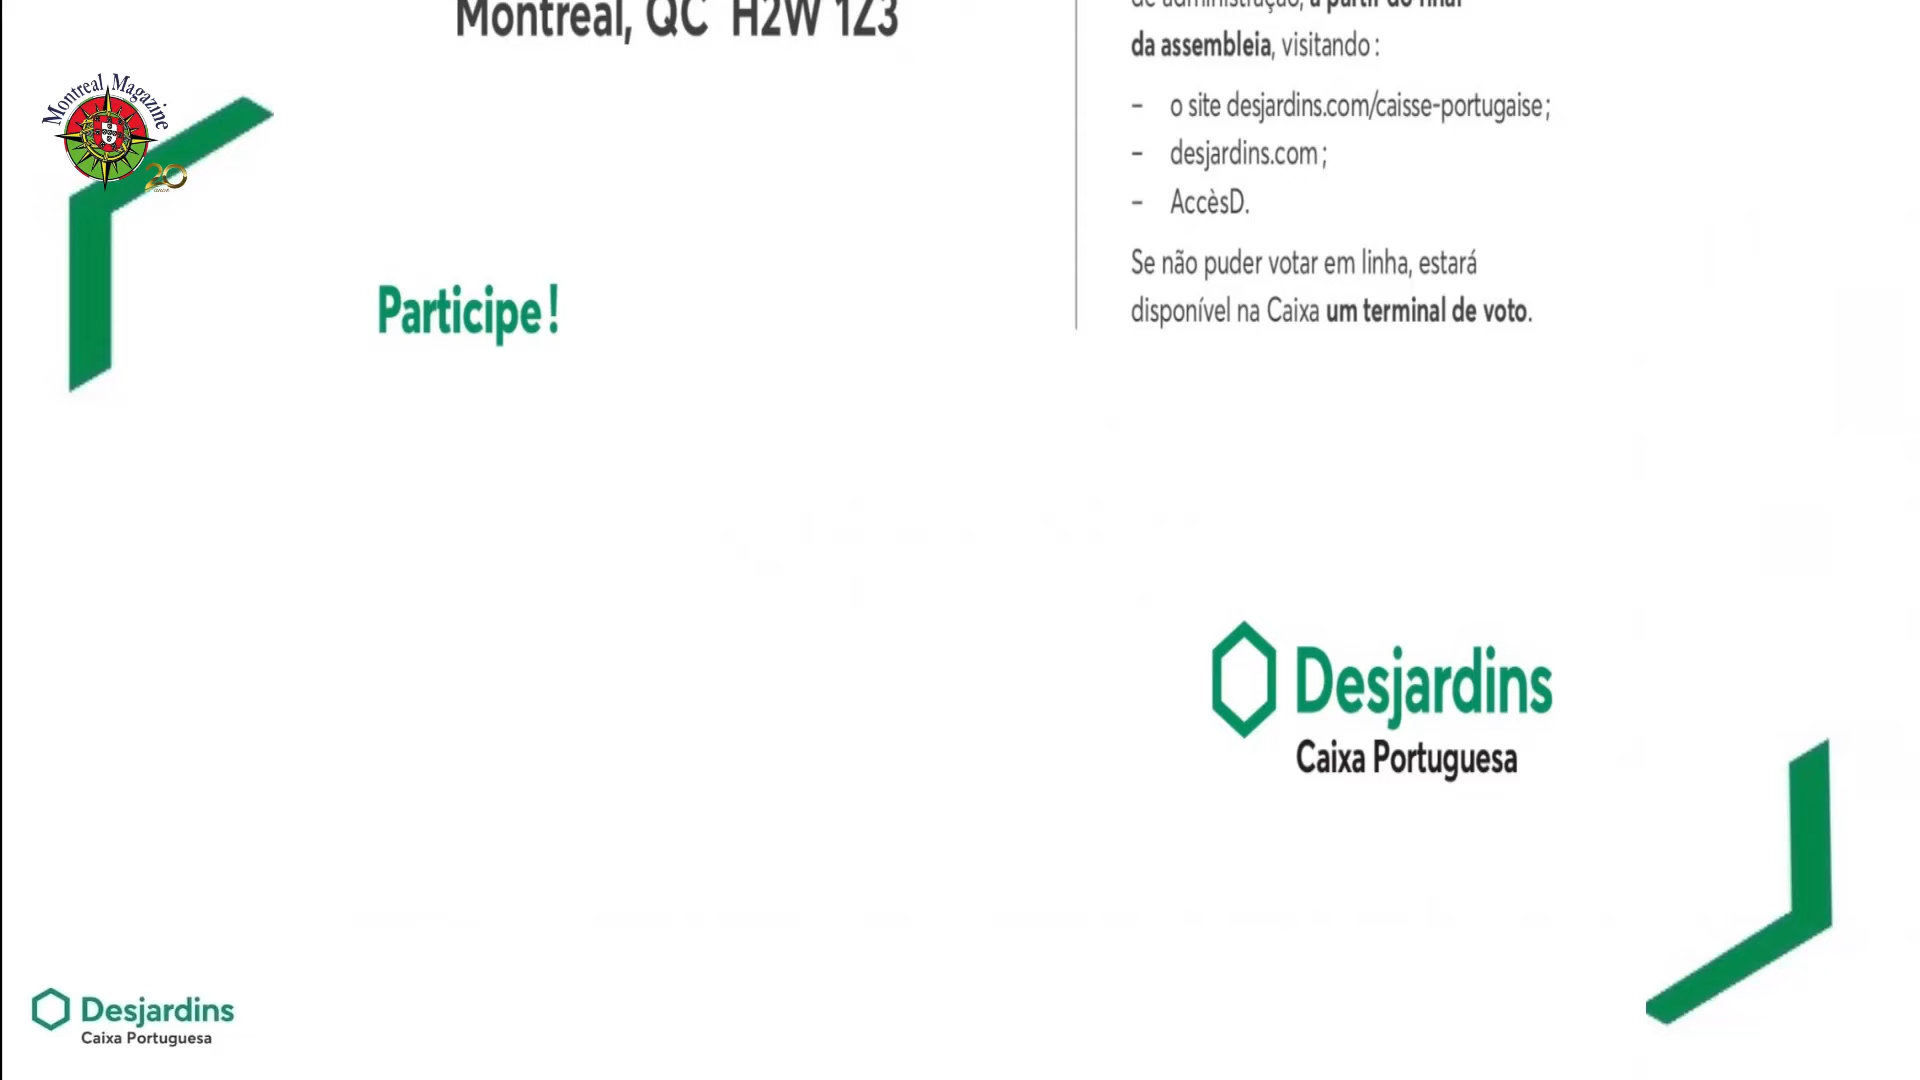 Montreal, QC H2W 1Z3
Montreal Magazine
20
anos
Participe !
da assembleia, visitando :
– o site desjardins.com/caisse-portugaise ;
– desjardins.com ;
– AccèsD.
Se não puder votar em linha, estará
disponível na Caixa um terminal de voto.
Desjardins
Caixa Portuguesa
Desjardins
Caixa Portuguesa